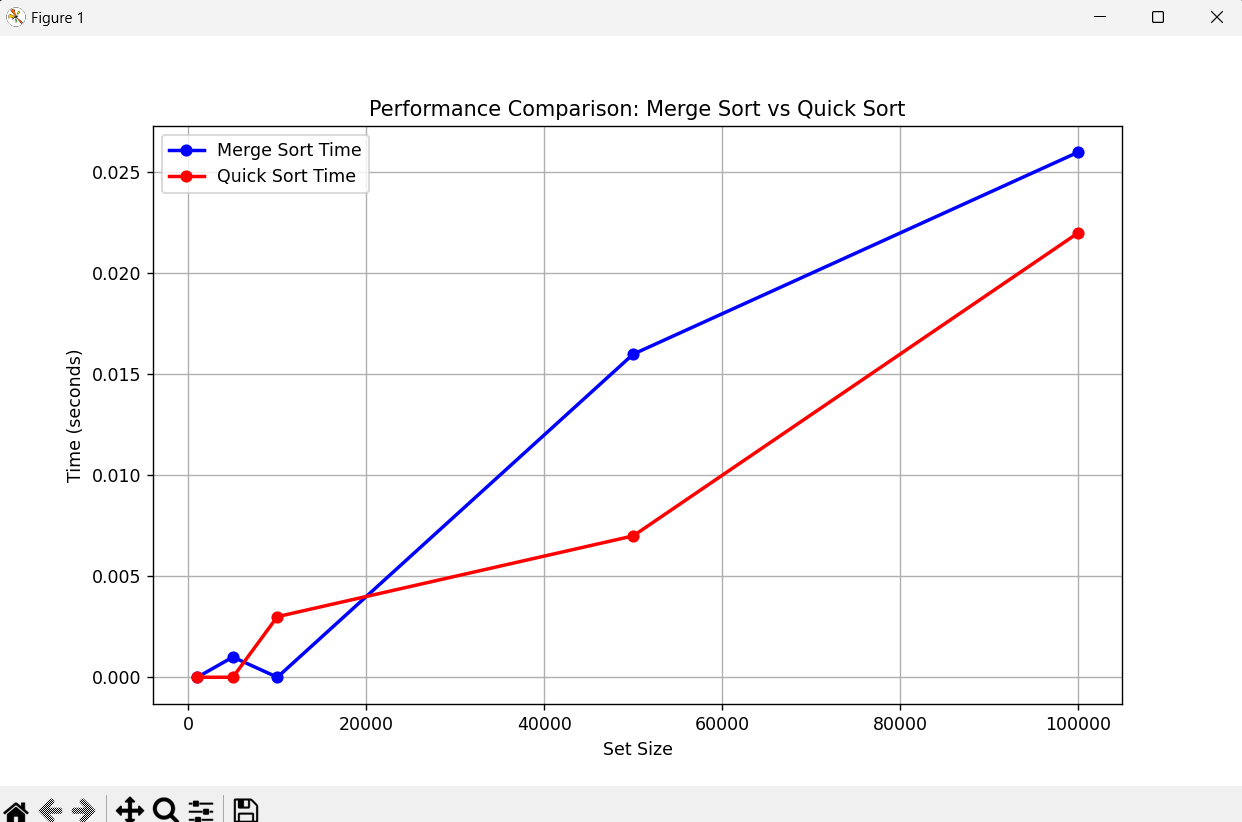 Figure 1
Performance Comparison: Merge Sort vs Quick Sort
Merge Sort Time
Quick Sort Time
0.025
0.020
0.015
0.010
0.005
0.000
Time (seconds)
0 20000 40000 60000 80000 100000
Set Size